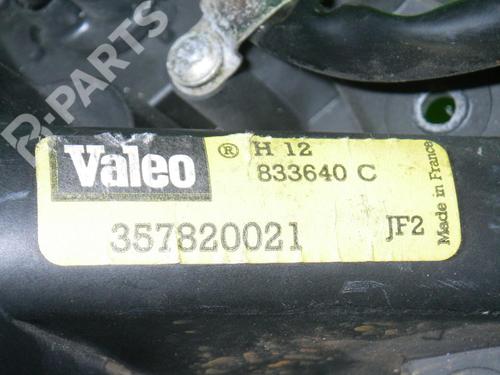 B-PARTS
Valeo ® H 12
833640 C
357820021
JF2
Made in France